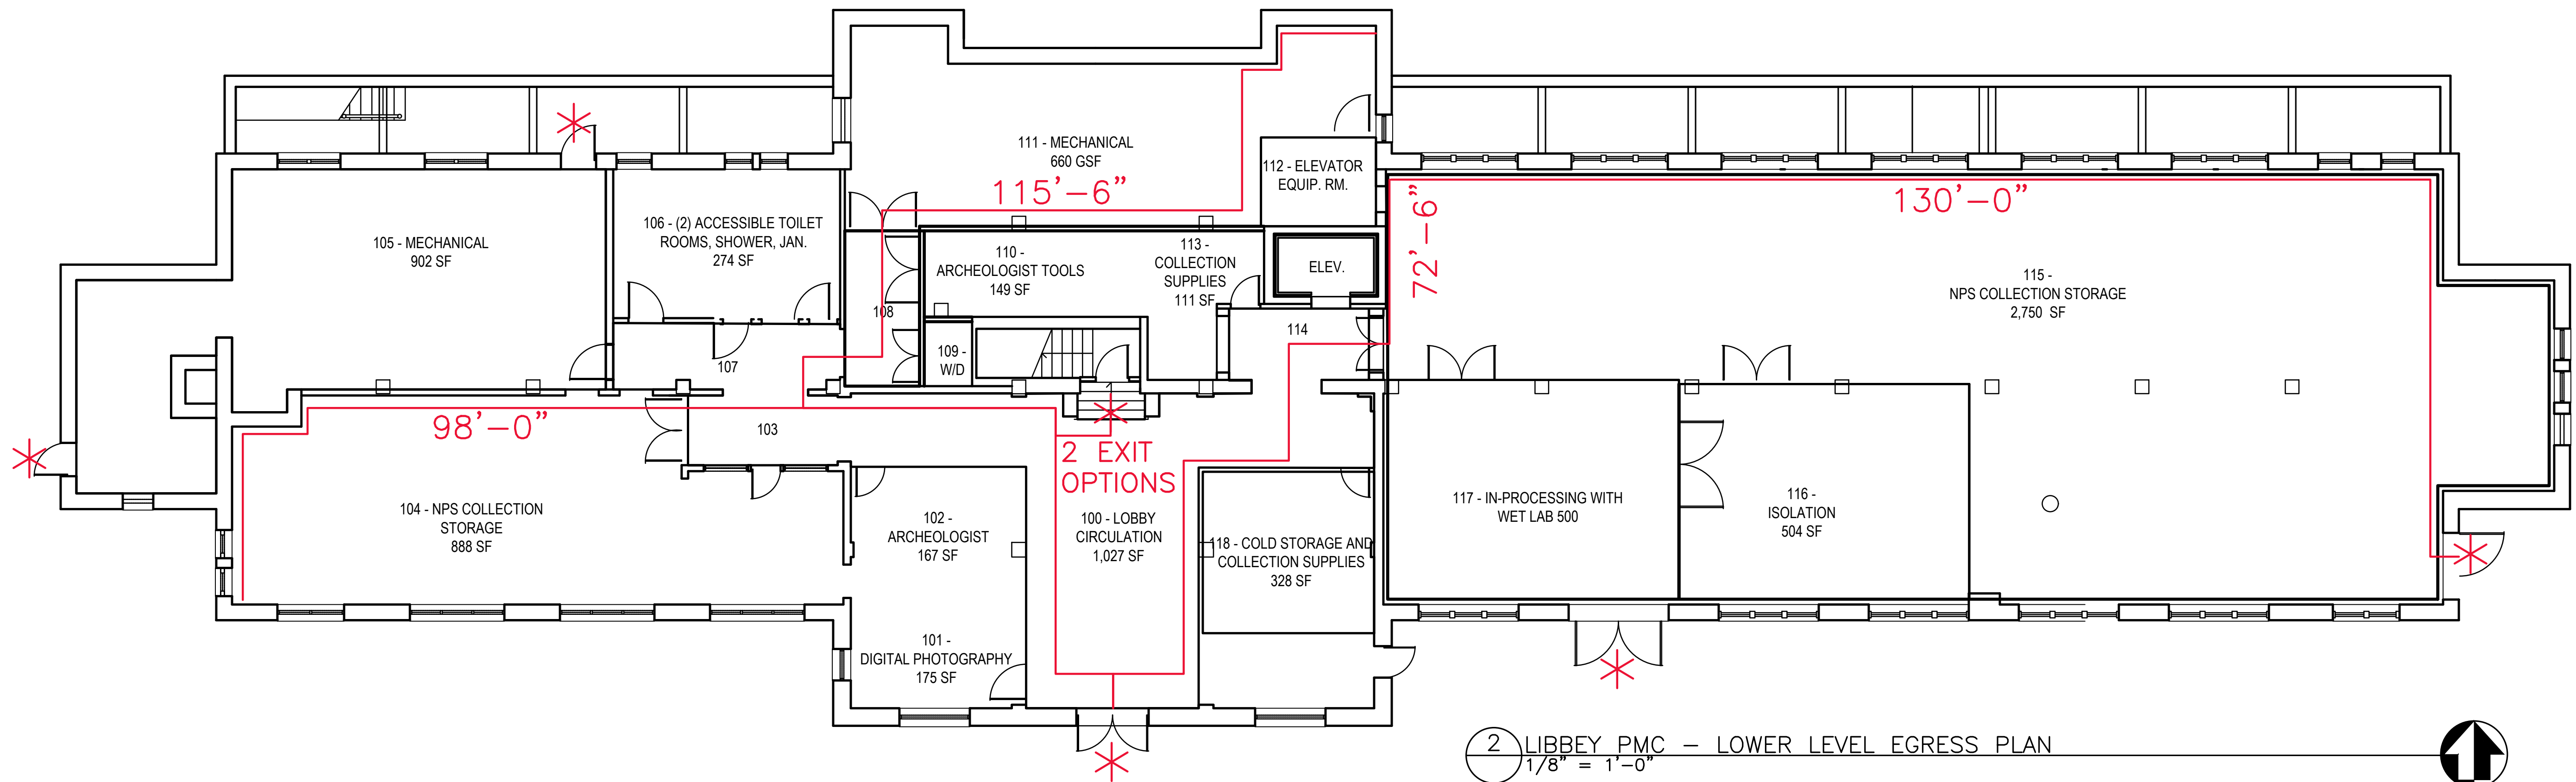 111 - MECHANICAL
660 GSF
115'-6"
112 - ELEVATOR
EQUIP. RM.
72'-6"
130'-0"
105 - MECHANICAL
902 SF
106 - (2) ACCESSIBLE TOILET
ROOMS, SHOWER, JAN.
274 SF
110 -
ARCHEOLOGIST TOOLS
149 SF
113 -
COLLECTION
SUPPLIES
111 SF
ELEV.
115 -
NPS COLLECTION STORAGE
2,750 SF
108
109 -
W/D
114
107
98'-0"
103
2 EXIT
OPTIONS
104 - NPS COLLECTION
STORAGE
888 SF
102 -
ARCHEOLOGIST
167 SF
100 - LOBBY
CIRCULATION
1,027 SF
118 - COLD STORAGE AND
COLLECTION SUPPLIES
328 SF
117 - IN-PROCESSING WITH
WET LAB 500
116 -
ISOLATION
504 SF
101 -
DIGITAL PHOTOGRAPHY
175 SF
2 LIBBEY PMC - LOWER LEVEL EGRESS PLAN
1/8" = 1'-0"